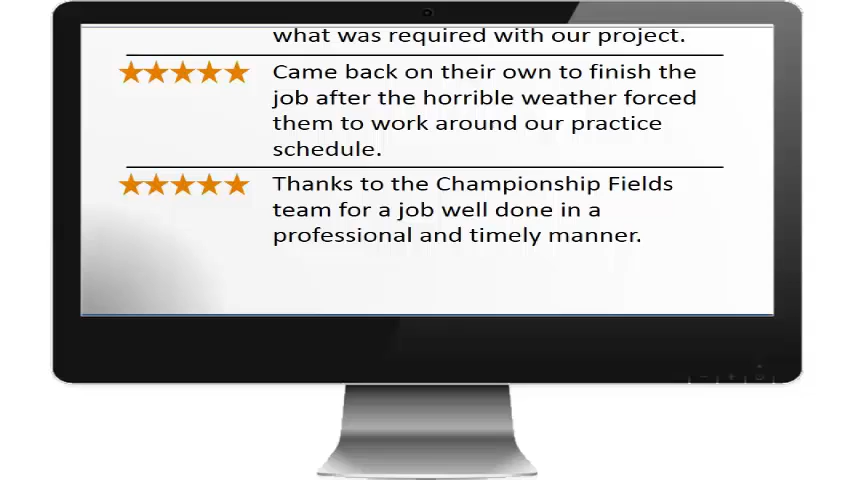 what was required with our project.
Came back on their own to finish the
job after the horrible weather forced
them to work around our practice
schedule.
Thanks to the Championship Fields
team for a job well done in a
professional and timely manner.